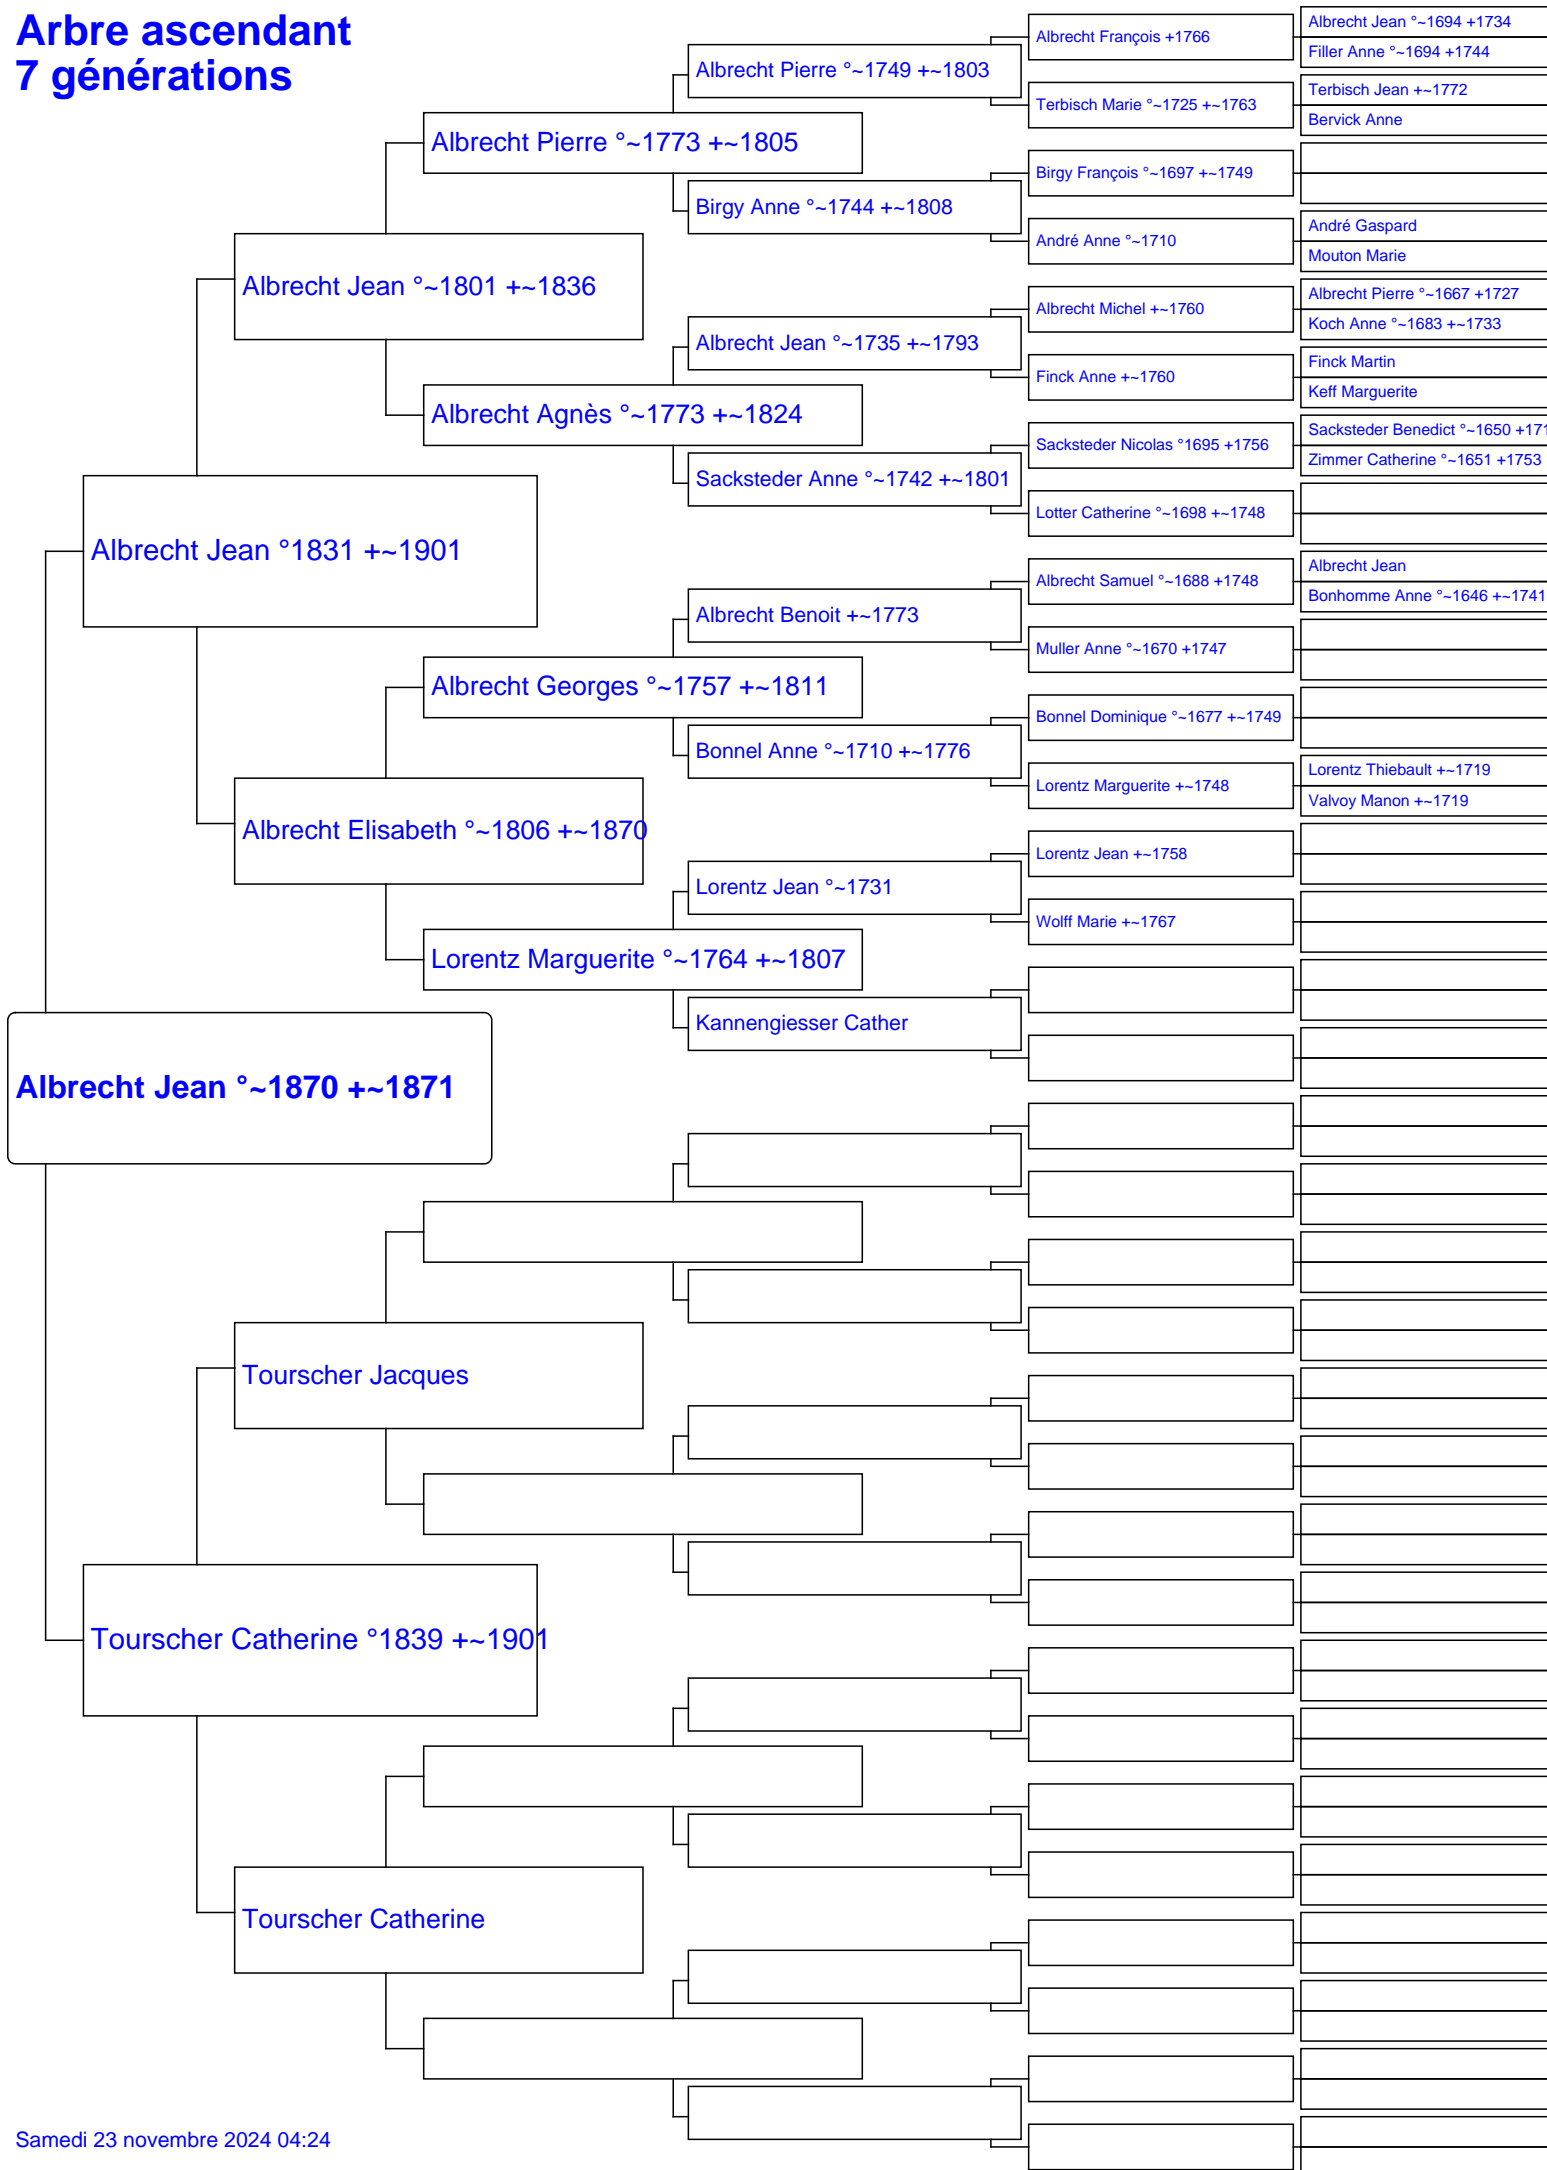 Arbre ascendant
7 générations
Albrecht Jean °~1870 +~1871
Albrecht Jean °1831 +~1901
Tourscher Catherine °1839 +~1901
Albrecht Jean °~1801 +~1836
Albrecht Elisabeth °~1806 +~1870
Tourscher Jacques
Tourscher Catherine
Albrecht Pierre °~1773 +~1805
Albrecht Agnès °~1773 +~1824
Albrecht Georges °~1757 +~1811
Lorentz Marguerite °~1764 +~1807
Albrecht Pierre °~1749 +~1803
Birgy Anne °~1744 +~1808
Albrecht Jean °~1735 +~1793
Sacksteder Anne °~1742 +~1801
Albrecht Benoit +~1773
Bonnel Anne °~1710 +~1776
Lorentz Jean °~1731
Kannengiesser Cather
Albrecht François +1766
Terbisch Marie °~1725 +~1763
Birgy François °~1697 +~1749
André Anne °~1710
Albrecht Michel +~1760
Finck Anne +~1760
Sacksteder Nicolas °1695 +~1756
Lotter Catherine °~1698 +~1748
Albrecht Samuel °~1688 +1748
Muller Anne °~1670 +1747
Bonnel Dominique °~1677 +~1749
Lorentz Marguerite +~1748
Lorentz Jean +~1758
Wolff Marie +~1767
Albrecht Jean °~1694 +1734
Filler Anne °~1694 +1744
Terbisch Jean +~1772
Bervick Anne
André Gaspard
Mouton Marie
Albrecht Pierre °~1667 +1727
Koch Anne °~1683 +~1733
Finck Martin
Keff Marguerite
Sacksteder Benedict °~1650 +171
Zimmer Catherine °~1651 +1753
Albrecht Jean
Bonhomme Anne °~1646 +~1741
Lorentz Thiebault +~1719
Valvoy Manon +~1719
Samedi 23 novembre 2024 04:24